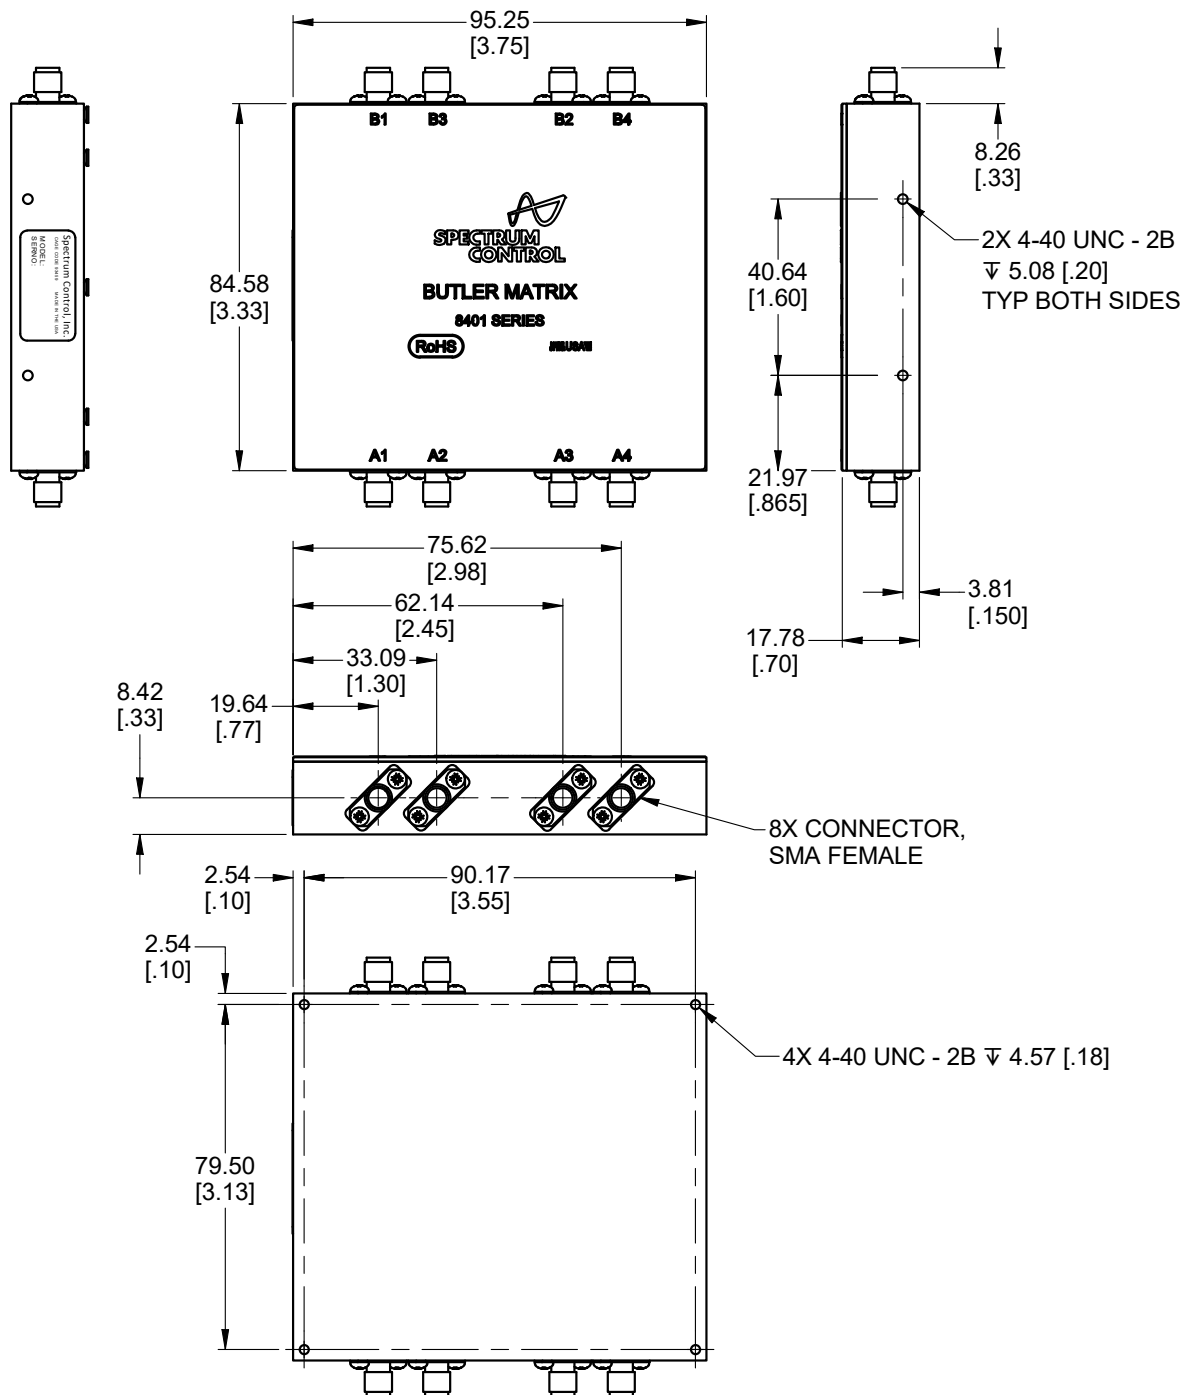 95.25
[3.75]
B1 B3 B2 B4
SPECTRUM
CONTROL
BUTLER MATRIX
8401 SERIES
RoHS
A1 A2 A3 A4
84.58
[3.33]
Spectrum Control, Inc.
MADE IN THE USA
MODEL:
SERNO:
8.26
[.33]
2X 4-40 UNC - 2B
↧ 5.08 [.20]
TYP BOTH SIDES
40.64
[1.60]
21.97
[.865]
3.81
[.150]
17.78
[.70]
75.62
[2.98]
62.14
[2.45]
33.09
[1.30]
19.64
[.77]
8.42
[.33]
8X CONNECTOR,
SMA FEMALE
2.54
[.10]
90.17
[3.55]
2.54
[.10]
4X 4-40 UNC - 2B ↧ 4.57 [.18]
79.50
[3.13]